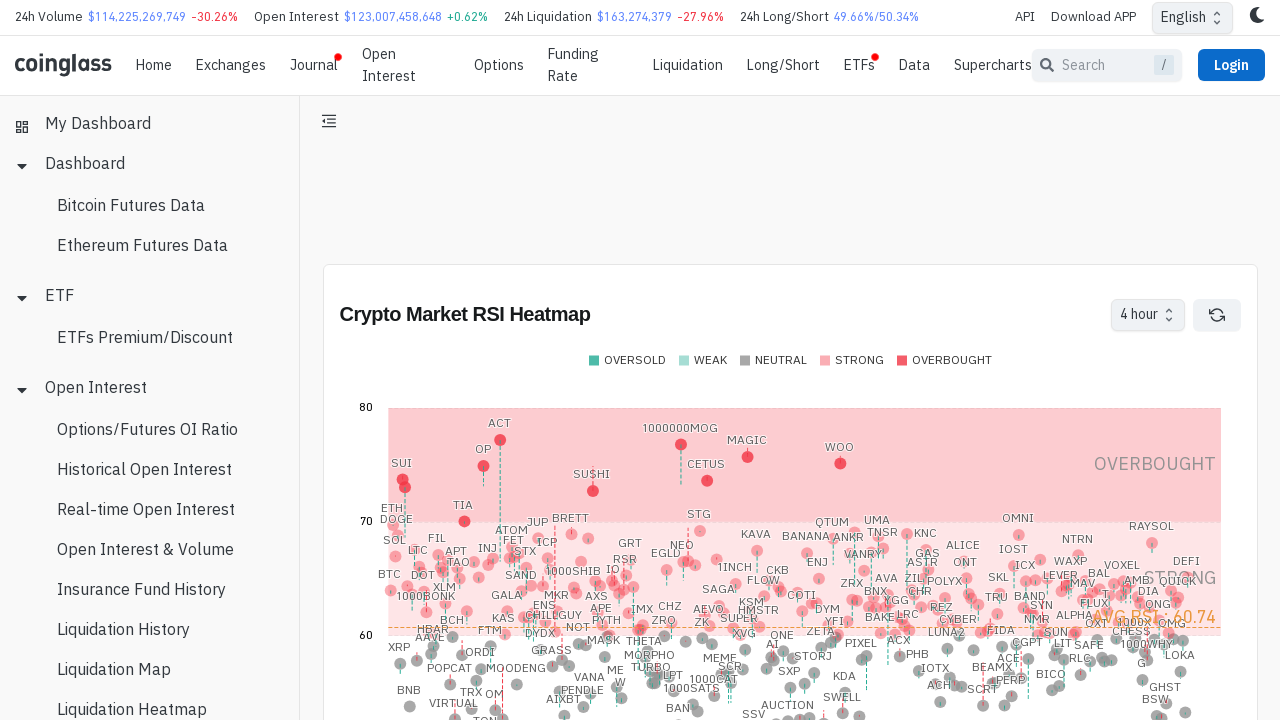 24h Volume $114,225,269,749 -30.26% Open Interest $123,007,458,648 +0.62% 24h Liquidation $163,274,379 -27.96% 24h Long/Short 49.66%/50.34% API Download APP English
coinglass Home Exchanges Journal Open Interest Options Funding Rate Liquidation Long/Short ETFs Data Supercharts Search / Login
My Dashboard
Dashboard
Bitcoin Futures Data
Ethereum Futures Data
ETF
ETFs Premium/Discount
Open Interest
Options/Futures OI Ratio
Historical Open Interest
Real-time Open Interest
Open Interest & Volume
Insurance Fund History
Liquidation History
Liquidation Map
Liquidation Heatmap
Crypto Market RSI Heatmap 4 hour
OVERSOLD WEAK NEUTRAL STRONG OVERBOUGHT
80
ACT
1000000MOG
OP MAGIC WOO
SUI CETUS OVERBOUGHT
SUSHI
TIA
ETH
DOGE
70
JUP BRETT STG QTUM UMA OMNI
RAYSOL
SOL ATOM FET ICP KAVA BANANA ANKR TNSR KNC NTRN
LTC FIL APT INJ STX GRT NEO ALICE IOST
EGLD VANRY GAS
TAO RSR 1INCH ENJ ASTR ONT ICX WAXP VOXEL DEFI
BTC DOT SAND 1000SHIB IO CKB FLOW ZRX AVA ZIL POLYX SKL LEVER BAL STRONG
XLM MAV AMB QUICK
1000BONK GALA MKR AXS SAGA COTI BNX CHR TRU BAND DIA
ENS APE IMX CHZ AEVO KSM HMSTR DYM XGG REZ SYN FLUX QNG
BCH KAS CHILLGUY PYTH ZRO ZK SUPER YFI BAKE LRC CYBER NMR ALPHA AVG RSI : 60.74
HBAR FTM DYDX NOT XVG ONE ZETA LUNA2 FIDA SUN CHESS
60
AAVE MASK THETA AI PIXEL ACX CGPT LIT SAFE 1000WHY
XRP ORDI GRASS MORPHO MEME STORJ PHB ACE RLC LOKA
POPCAT MOODENG TURBO SCR SXP IOTX BEAMX G
VANA ME W LPT 1000CAT KDA PERP BICO
BNB TRX OM PENDLE 1000SATS ACH SCRT GHST
VIRTUAL AIXBT BAN AUCTION SWELL BSW
TON SSV